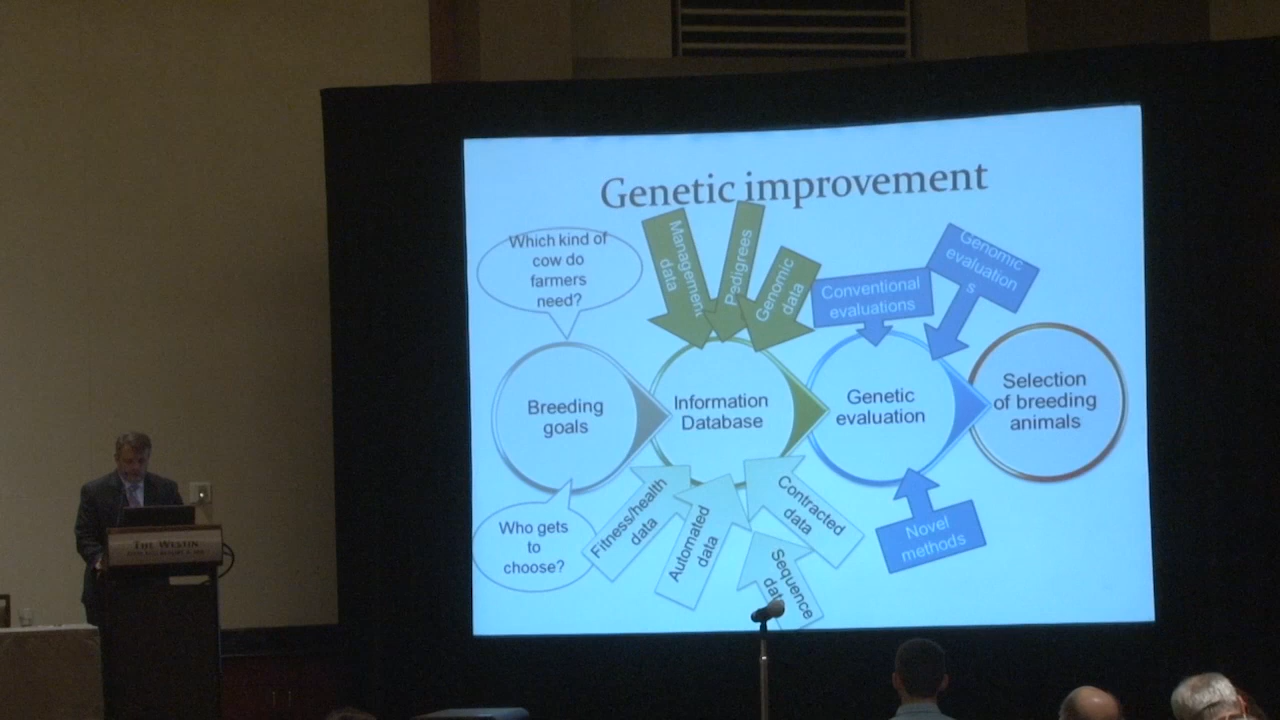 Genetic improvement
Which kind of
cow do
farmers
need?
Management
data
Pedigrees
Genomic
data
Conventional
evaluations
Genomic
evaluation
s
Breeding
goals
Information
Database
Genetic
evaluation
Selection
of breeding
animals
Who gets
to
choose?
Fitness/health
data
Automated
data
Sequence
data
Contracted
data
Novel
methods
THE WESTIN